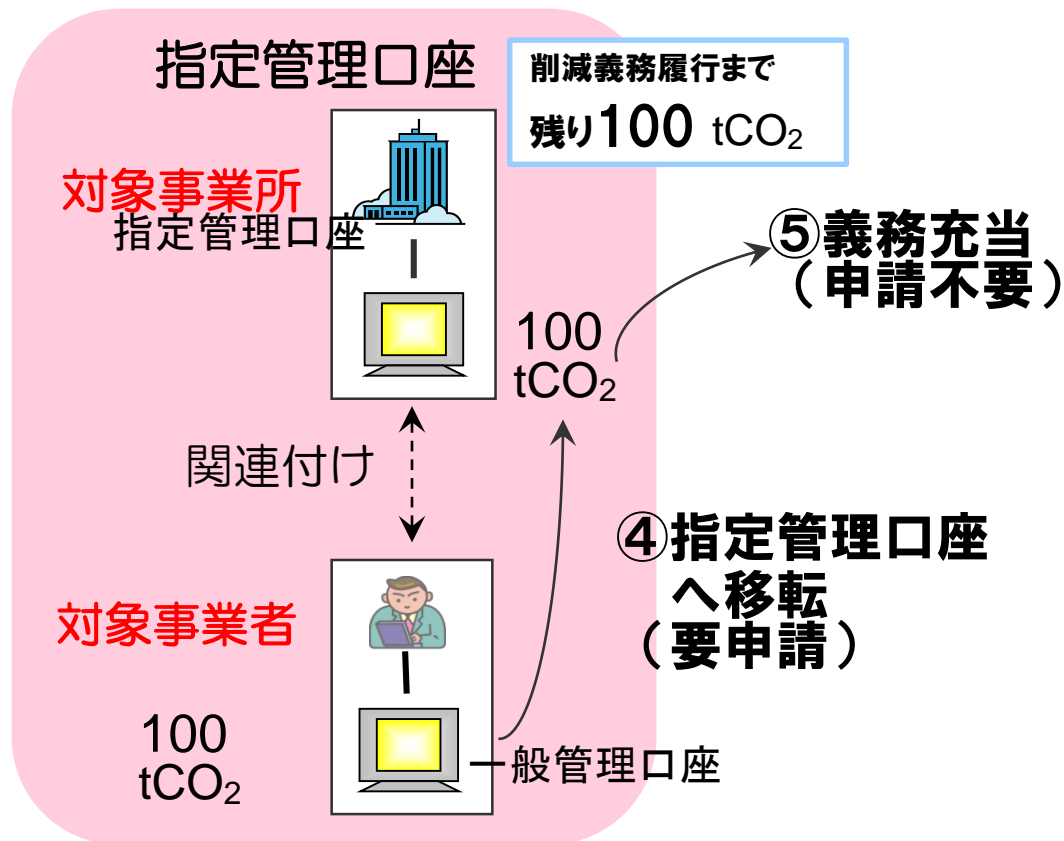 指定管理口座
削減義務履行まで
残り100 tCO₂
対象事業所
指定管理口座
⑤義務充当
（申請不要）
100
tCO₂
関連付け
④指定管理口座
へ移転
（要申請）
対象事業者
100
tCO₂
一般管理口座